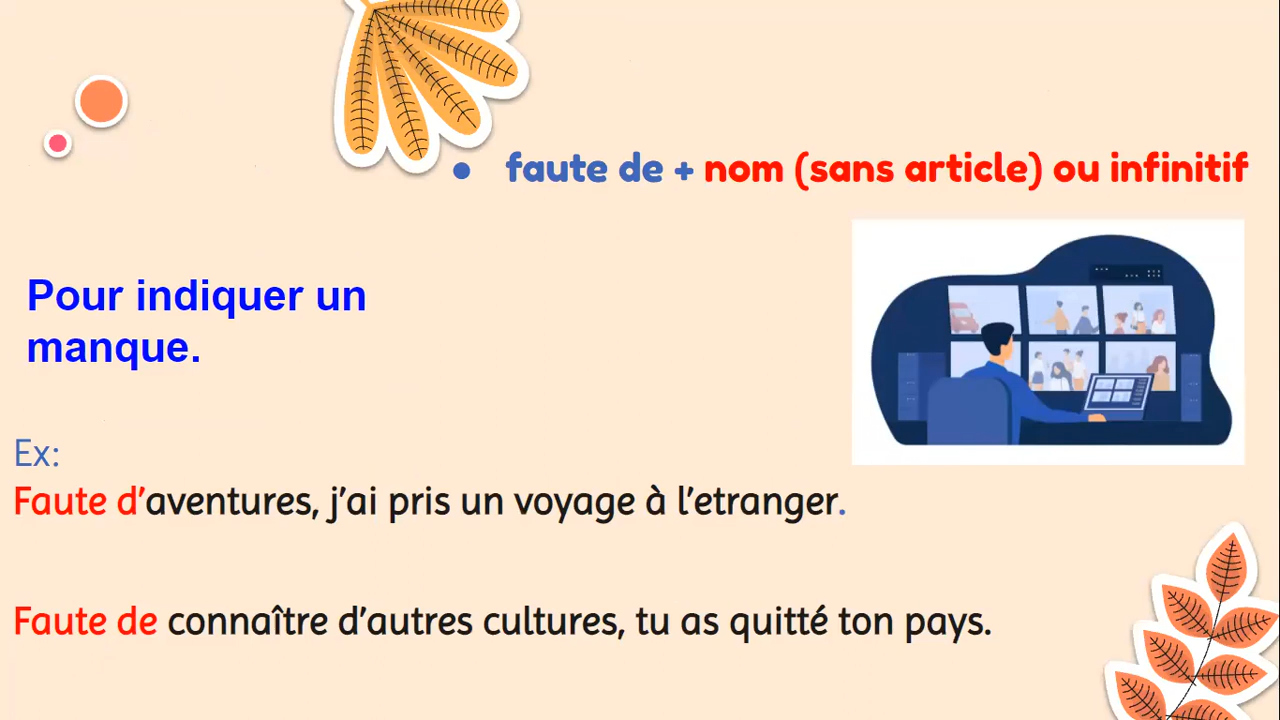 • faute de + nom (sans article) ou infinitif
Pour indiquer un
manque.
Ex:
Faute d’aventures, j’ai pris un voyage à l’etranger.
Faute de connaître d’autres cultures, tu as quitté ton pays.